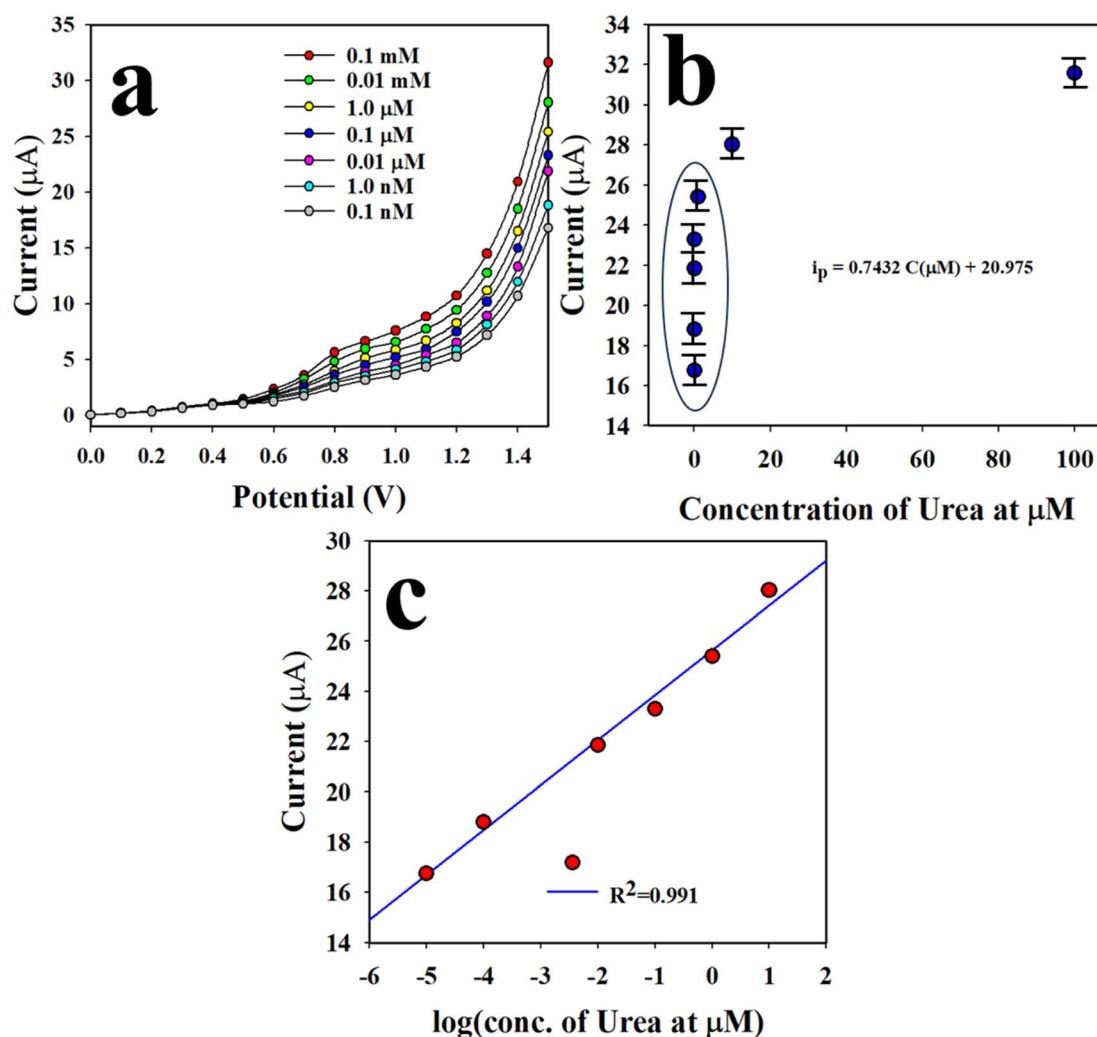 a
0.1 mM
0.01 mM
1.0 μM
0.1 μM
0.01 μM
1.0 nM
0.1 nM
35
30
25
20
15
10
5
0
Current (μA)
0.0 0.2 0.4 0.6 0.8 1.0 1.2 1.4
Potential (V)
b
34
32
30
28
26
24
22
20
18
16
14
Current (μA)
iₚ = 0.7432 C(μM) + 20.975
0 20 40 60 80 100
Concentration of Urea at μM
c
30
28
26
24
22
20
18
16
14
Current (μA)
R²=0.991
-6 -5 -4 -3 -2 -1 0 1 2
log(conc. of Urea at μM)